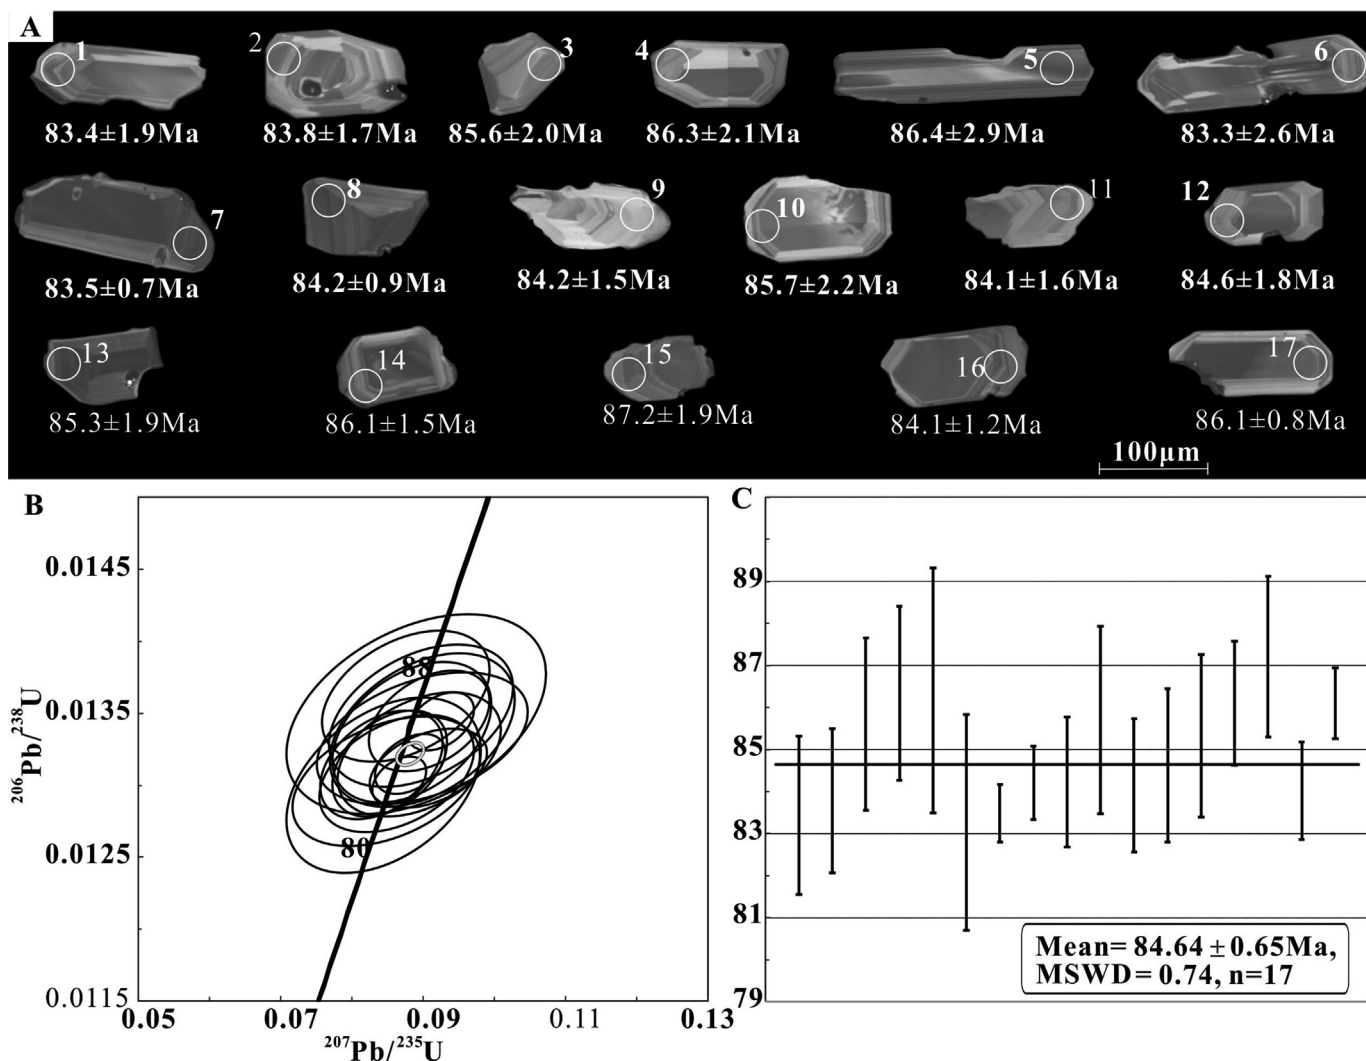 A
1 2 3 4 5 6
83.4±1.9Ma 83.8±1.7Ma 85.6±2.0Ma 86.3±2.1Ma 86.4±2.9Ma 83.3±2.6Ma
7 8 9 10 11 12
83.5±0.7Ma 84.2±0.9Ma 84.2±1.5Ma 85.7±2.2Ma 84.1±1.6Ma 84.6±1.8Ma
13 14 15 16 17
85.3±1.9Ma 86.1±1.5Ma 87.2±1.9Ma 84.1±1.2Ma 86.1±0.8Ma
100μm
B
0.0145
0.0135
0.0125
0.0115
²⁰⁶Pb/²³⁸U
88
80
0.05 0.07 0.09 0.11 0.13
²⁰⁷Pb/²³⁵U
C
89
87
85
83
81
79
Mean= 84.64±0.65Ma,
MSWD = 0.74, n=17